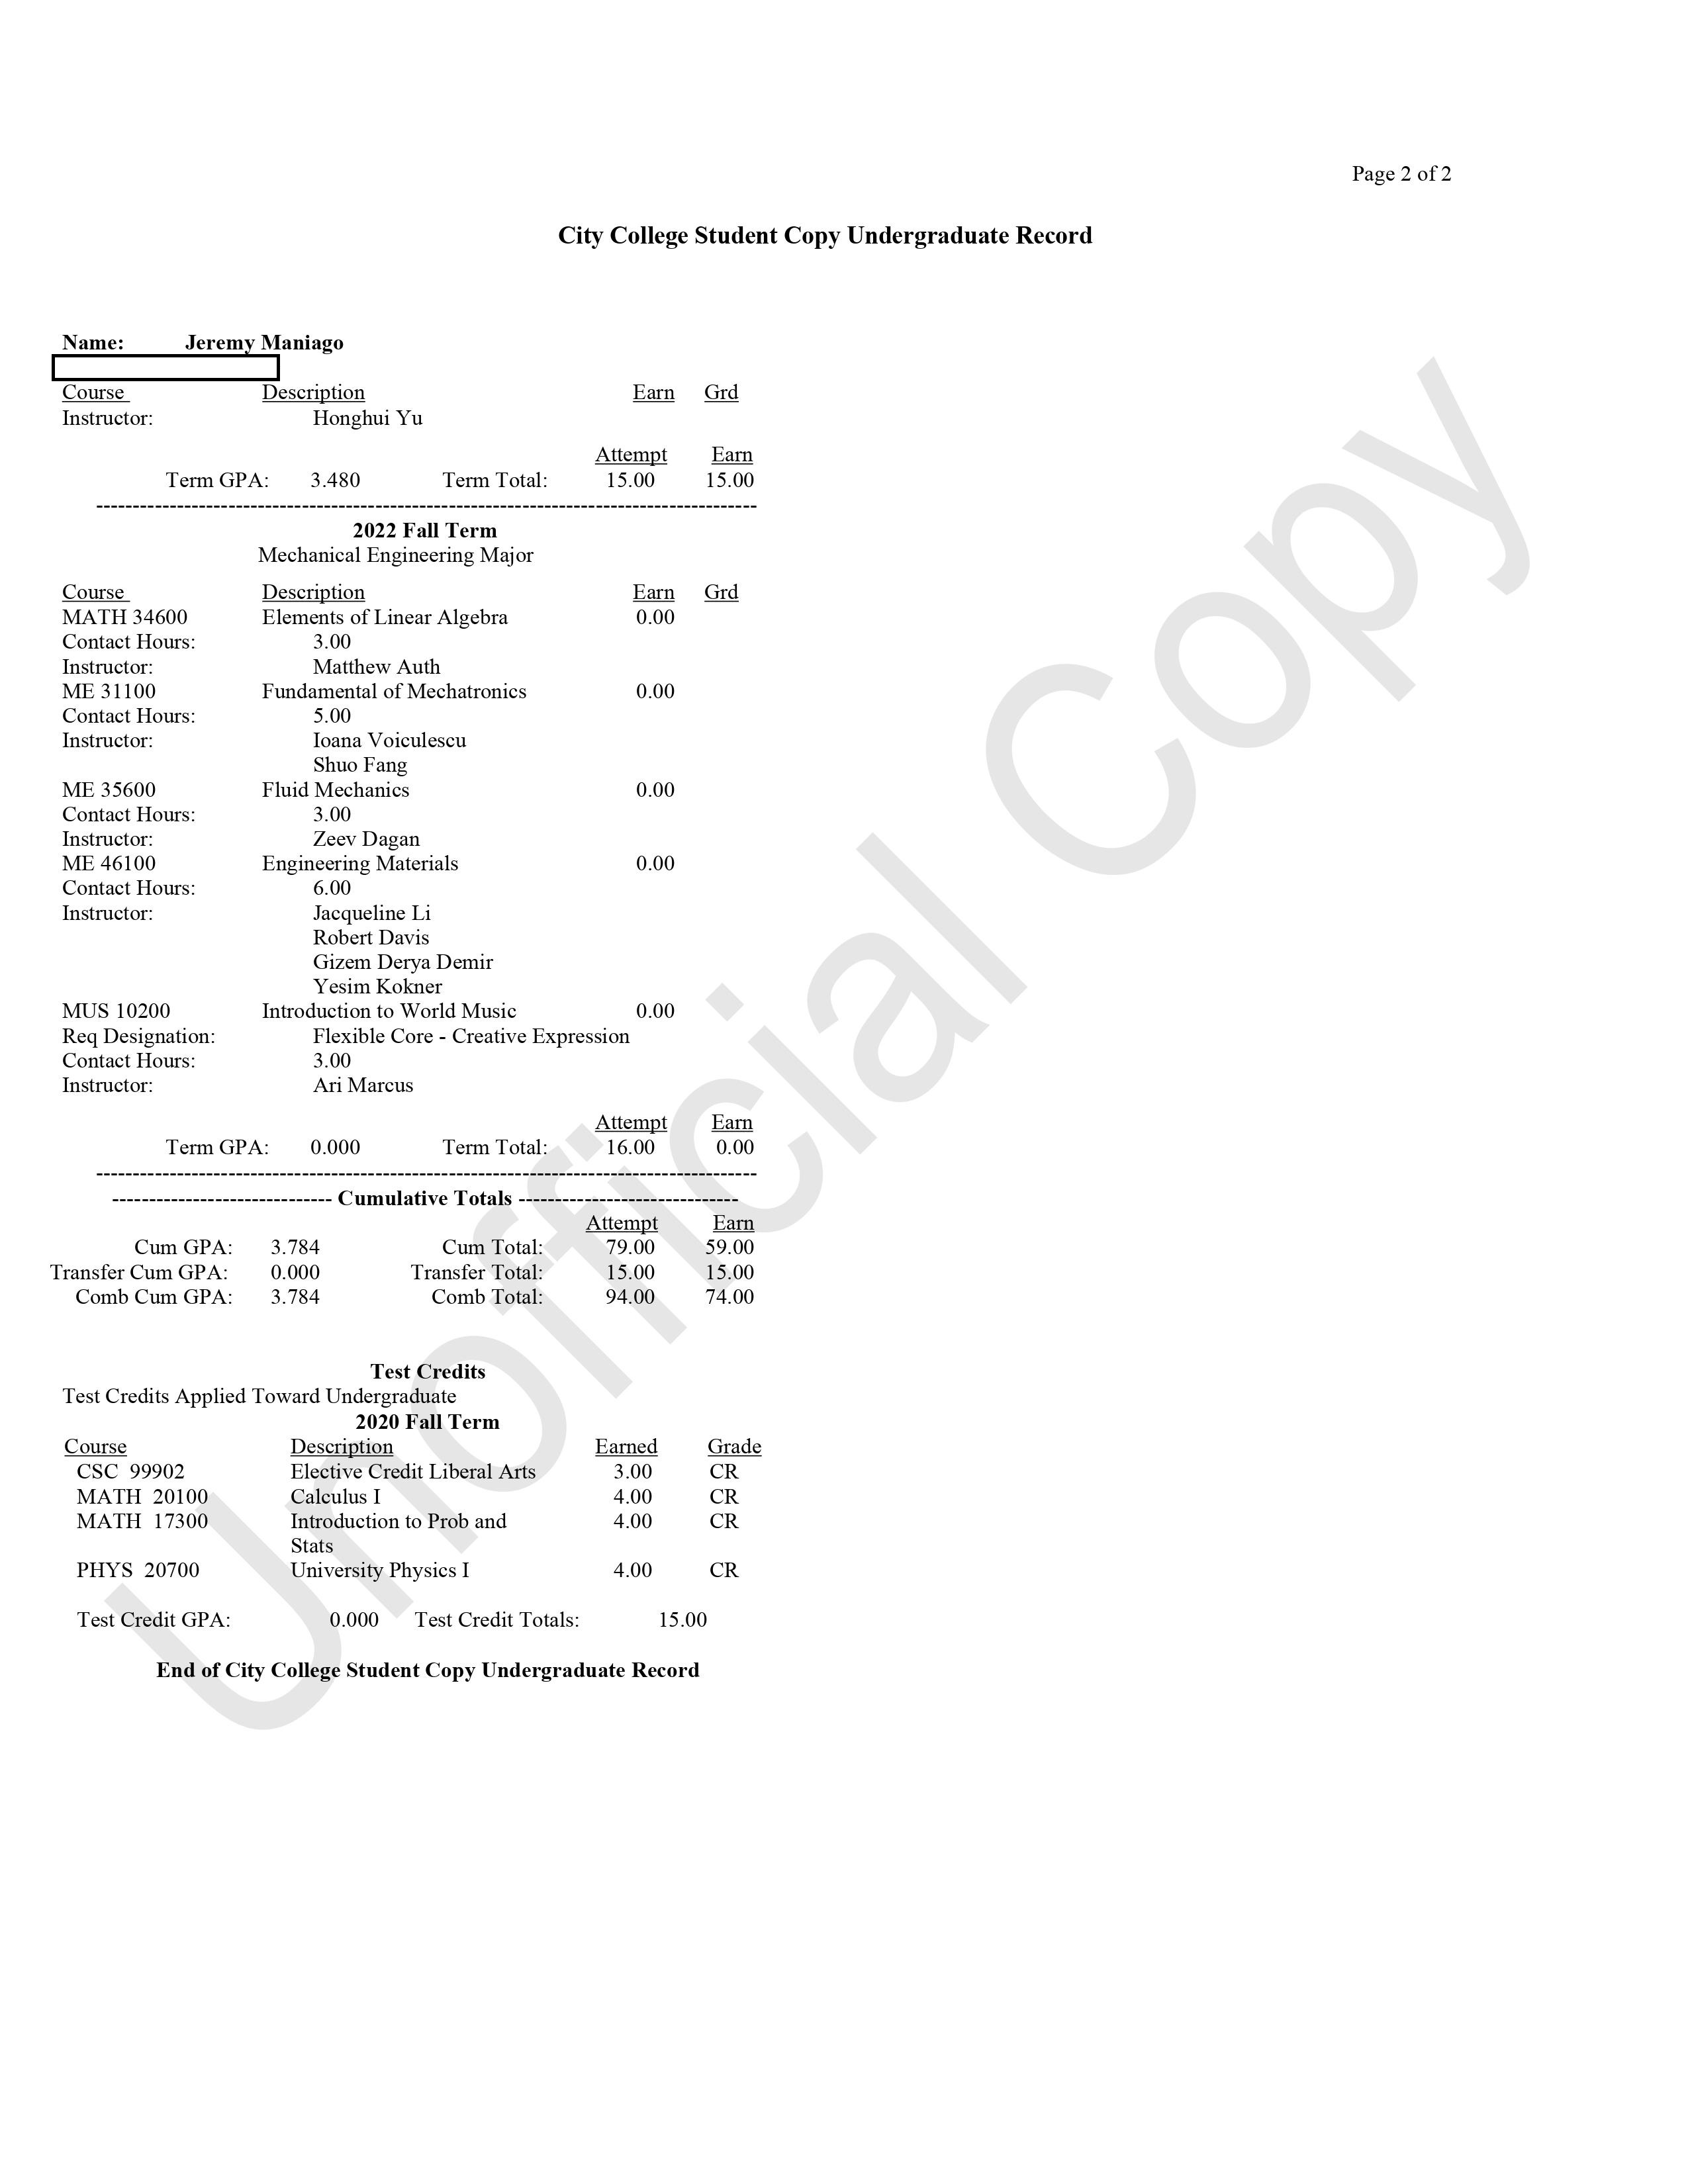 Page 2 of 2
City College Student Copy Undergraduate Record
Name: Jeremy Maniago
Course Description Earn Grd
Instructor: Honghui Yu
Attempt Earn
Term GPA: 3.480 Term Total: 15.00 15.00
------------------------------------------------------------------------------------------
2022 Fall Term
Mechanical Engineering Major
Course Description Earn Grd
MATH 34600 Elements of Linear Algebra 0.00
Contact Hours: 3.00
Instructor: Matthew Auth
ME 31100 Fundamental of Mechatronics 0.00
Contact Hours: 5.00
Instructor: Ioana Voiculescu
Shuo Fang
ME 35600 Fluid Mechanics 0.00
Contact Hours: 3.00
Instructor: Zeev Dagan
ME 46100 Engineering Materials 0.00
Contact Hours: 6.00
Instructor: Jacqueline Li
Robert Davis
Gizem Derya Demir
Yesim Kokner
MUS 10200 Introduction to World Music 0.00
Req Designation: Flexible Core - Creative Expression
Contact Hours: 3.00
Instructor: Ari Marcus
Attempt Earn
Term GPA: 0.000 Term Total: 16.00 0.00
------------------------------------------------------------------------------------------
------------------------------ Cumulative Totals ------------------------------
Attempt Earn
Cum GPA: 3.784 Cum Total: 79.00 59.00
Transfer Cum GPA: 0.000 Transfer Total: 15.00 15.00
Comb Cum GPA: 3.784 Comb Total: 94.00 74.00
Test Credits
Test Credits Applied Toward Undergraduate
2020 Fall Term
Course Description Earned Grade
CSC 99902 Elective Credit Liberal Arts 3.00 CR
MATH 20100 Calculus I 4.00 CR
MATH 17300 Introduction to Prob and 4.00 CR
Stats
PHYS 20700 University Physics I 4.00 CR
Test Credit GPA: 0.000 Test Credit Totals: 15.00
End of City College Student Copy Undergraduate Record
Unofficial Copy